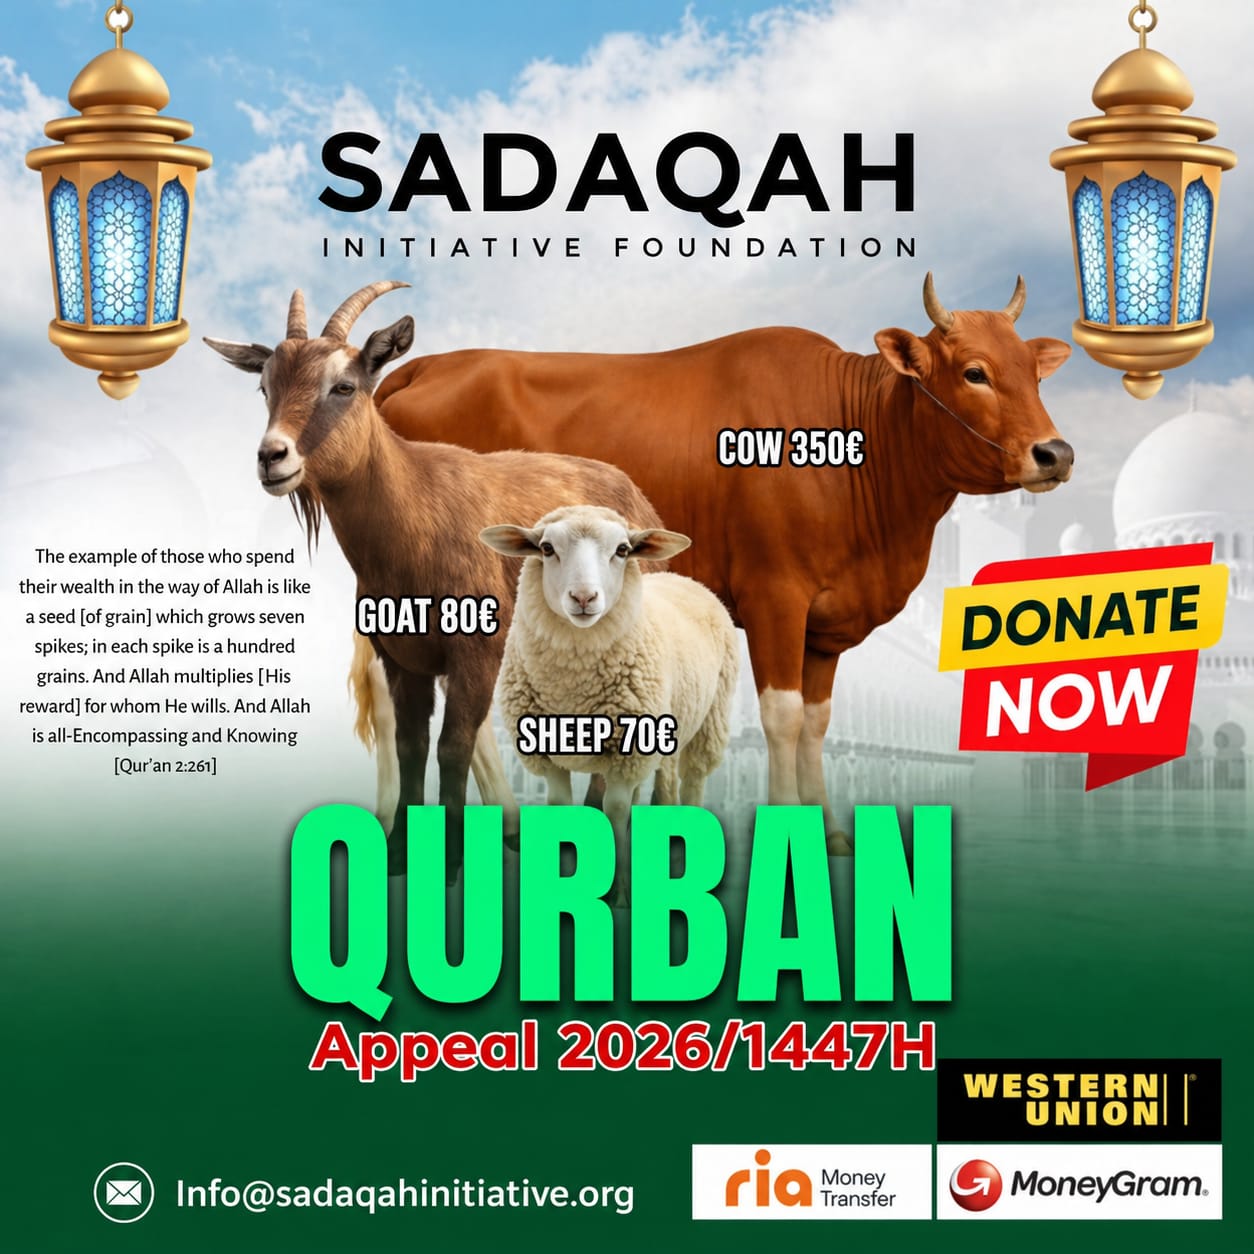 SADAQAH
INITIATIVE FOUNDATION
COW 350€
GOAT 80€
SHEEP 70€
The example of those who spend
their wealth in the way of Allah is like
a seed [of grain] which grows seven
spikes; in each spike is a hundred
grains. And Allah multiplies [His
reward] for whom He wills. And Allah
is all-Encompassing and Knowing
[Qur'an 2:261]
DONATE
NOW
QURBAN
Appeal 2026/1447H
WESTERN
UNION
ria Money
Transfer
MoneyGram®
Info@sadaqahinitiative.org